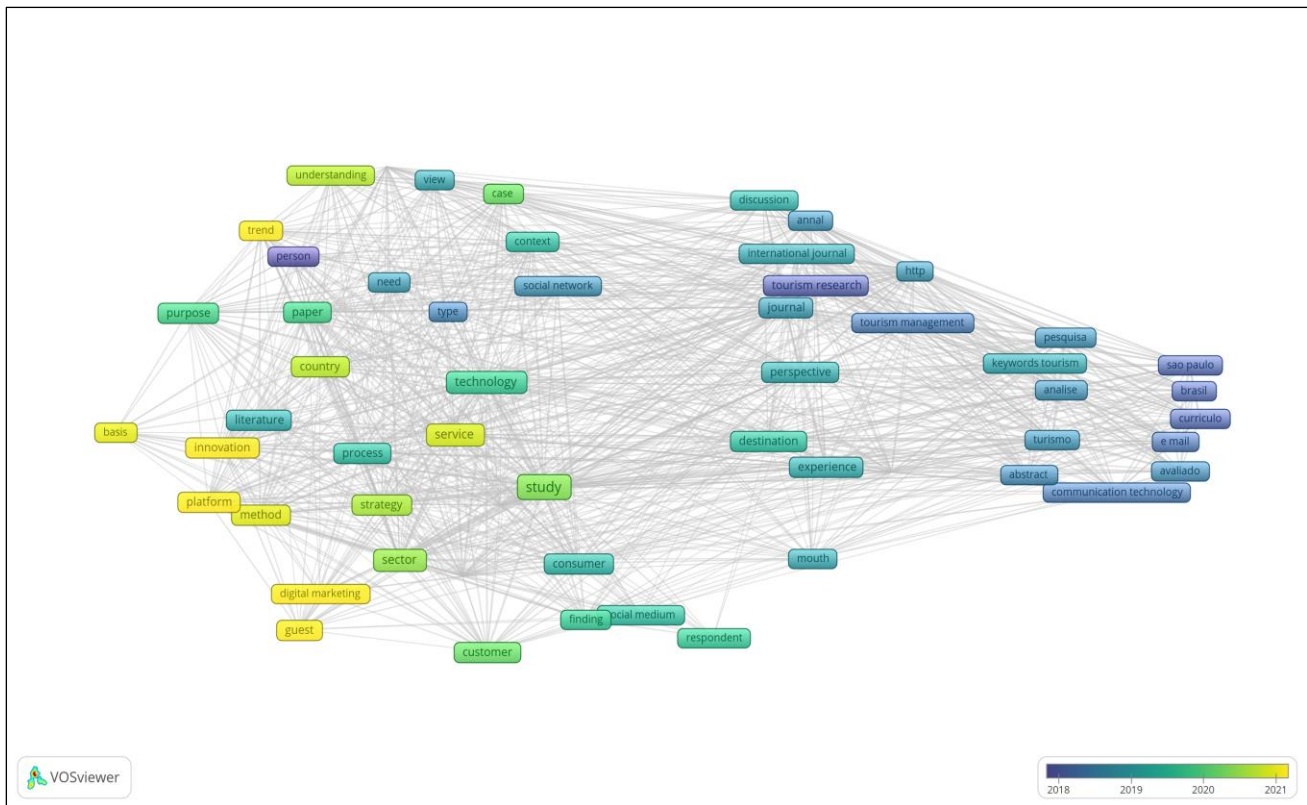 understanding
view
case
discussion
annal
trend
person
context
international journal
http
need
social network
tourism research
purpose
paper
type
journal
tourism management
pesquisa
country
technology
perspective
keywords tourism
sao paulo
analise
brasil
literature
curriculo
basis
innovation
service
process
destination
turismo
e mail
experience
abstract
avaliado
platform
method
strategy
study
communication technology
sector
consumer
mouth
digital marketing
guest
finding
ocial medium
respondent
customer
VOSviewer
2018 2019 2020 2021